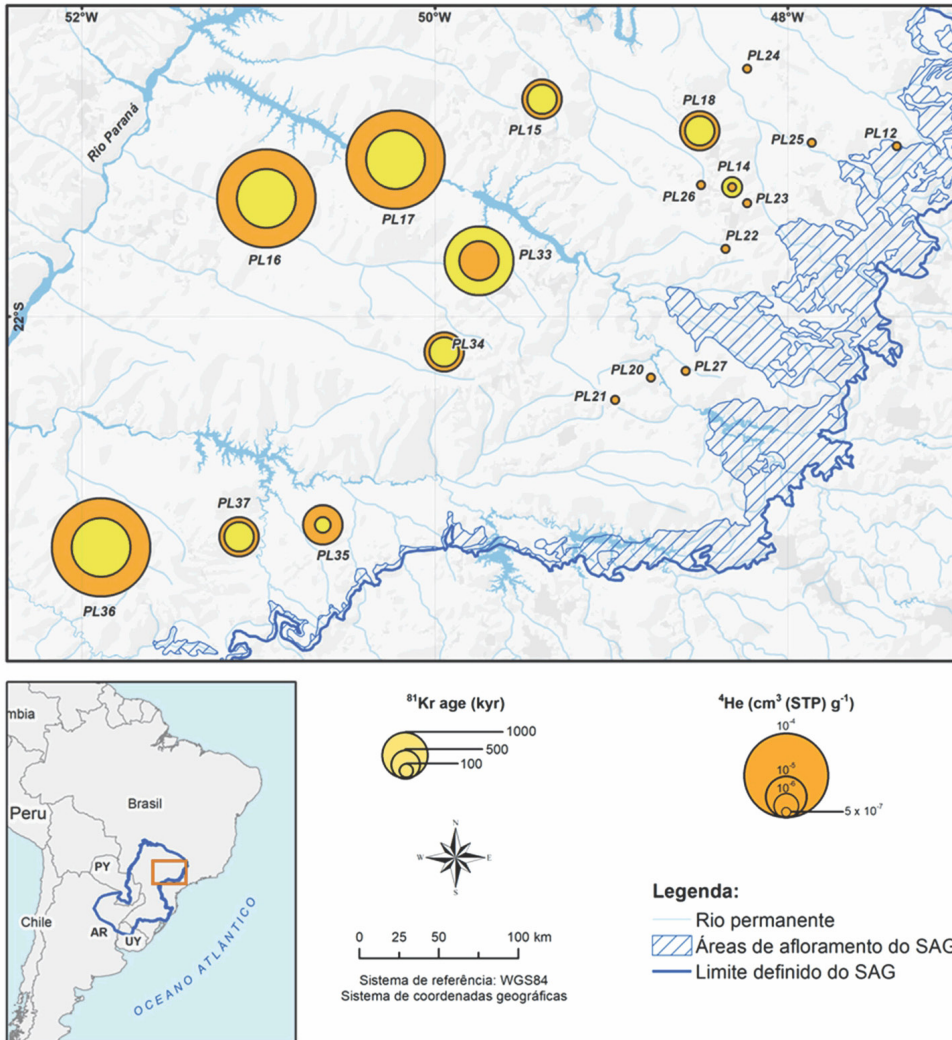 52°W
50°W
48°W
PL24
PL15
PL18
PL25
PL12
Rio Paraná
PL14
PL26
PL23
PL17
PL16
PL33
PL22
22°S
PL34
PL20
PL27
PL21
PL37
PL35
PL36
mbia
Peru
Brasil
PY
Chile
AR
UY
OCEANO ATLÂNTICO
⁸¹Kr age (kyr)
1000
500
100
⁴He (cm³ (STP) g⁻¹)
10⁻⁴
10⁻⁵
10⁻⁶
5 x 10⁻⁷
N
W E
S
0 25 50 100 km
Sistema de referência: WGS84
Sistema de coordenadas geográficas
Legenda:
Rio permanente
Áreas de afloramento do SAG
Limite definido do SAG